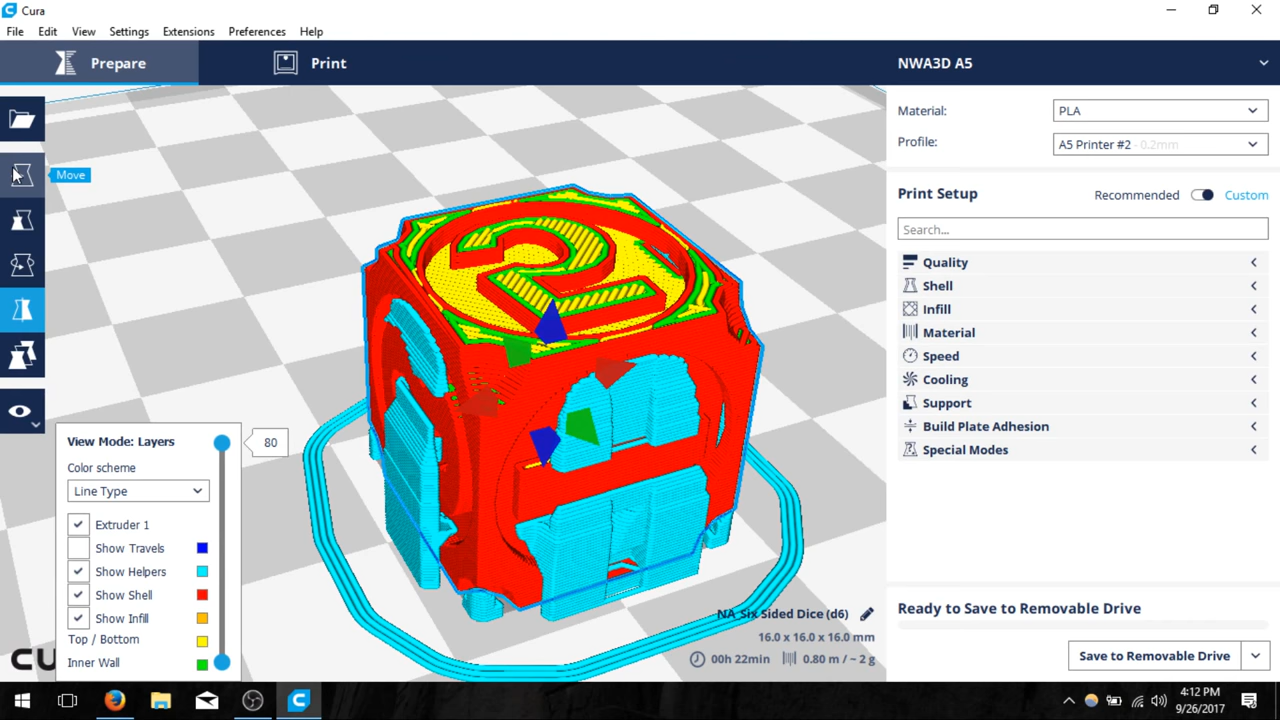 Cura
File Edit View Settings Extensions Preferences Help
Prepare
Print
NWA3D A5
Material: PLA
Profile: A5 Printer #2 - 0.2mm
Move
2
Print Setup Recommended Custom
Search...
Quality
Shell
Infill
Material
Speed
Cooling
Support
Build Plate Adhesion
Special Modes
View Mode: Layers
80
Color scheme
Line Type
Extruder 1
Show Travels
Show Helpers
Show Shell
Show Infill
Top / Bottom
Inner Wall
CU
NA_Six Sided Dice (d6)
16.0 x 16.0 x 16.0 mm
00h 22min 0.80 m / ~ 2 g
Ready to Save to Removable Drive
Save to Removable Drive
4:12 PM
9/26/2017